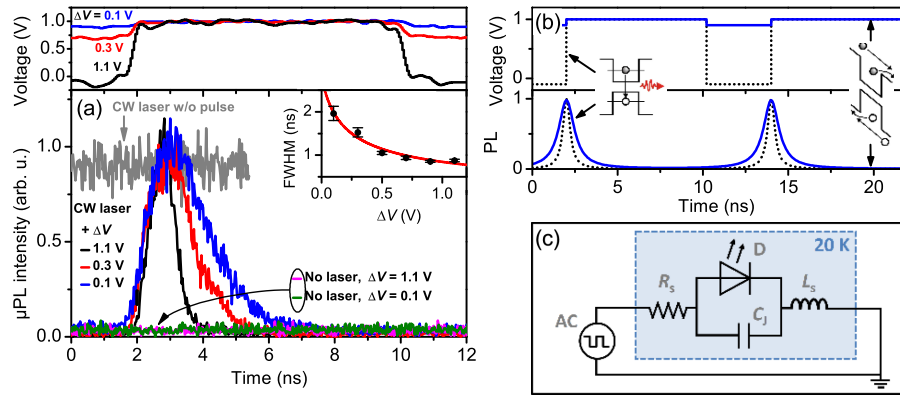 Voltage (V)
1.0
0.5
0.0
ΔV = 0.1 V
0.3 V
1.1 V
(a)
CW laser w/o pulse
µPL intensity (arb. u.)
1.0
0.5
0.0
CW laser
+ ΔV
1.1 V
0.3 V
0.1 V
FWHM (ns)
2
1
0.0
0.5
1.0
ΔV (V)
No laser, ΔV = 1.1 V
No laser, ΔV = 0.1 V
0
2
4
6
8
10
12
Time (ns)
(b)
Voltage (V)
1
0
PL
1
0
0
5
10
15
20
Time (ns)
(c)
20 K
D
Rs
Ls
CJ
AC